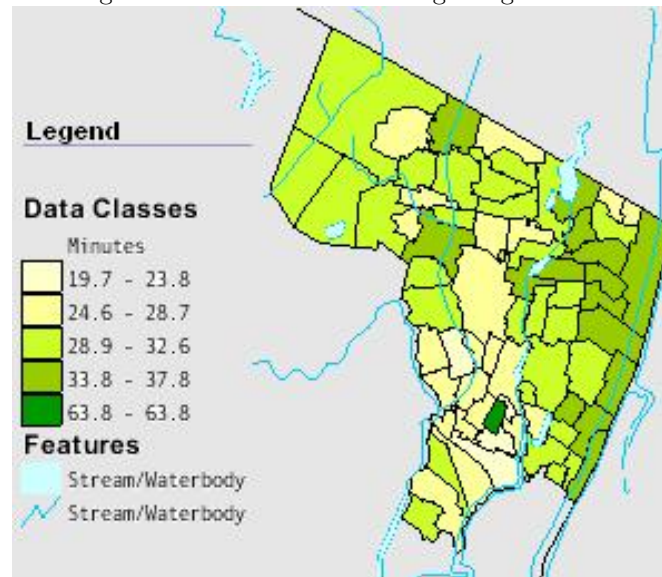 Legend
Data Classes
Minutes
19.7 - 23.8
24.6 - 28.7
28.9 - 32.6
33.8 - 37.8
63.8 - 63.8
Features
Stream/Waterbody
Stream/Waterbody